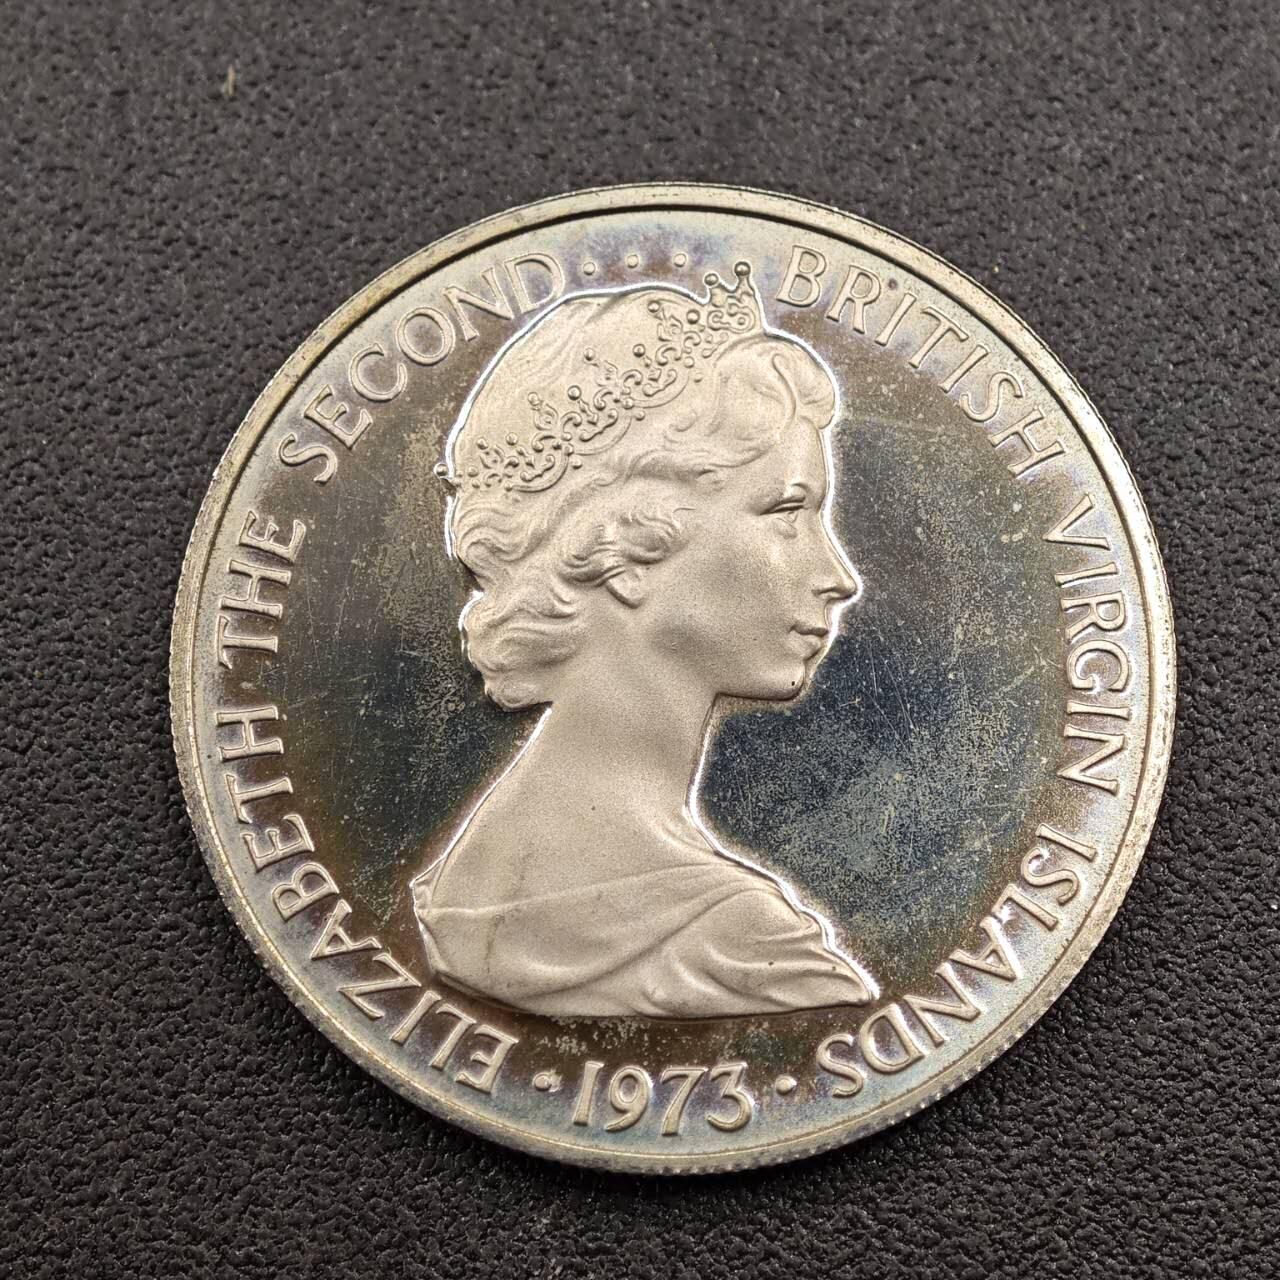 ELIZABETH THE SECOND . . . BRITISH VIRGIN ISLANDS
· 1973 ·